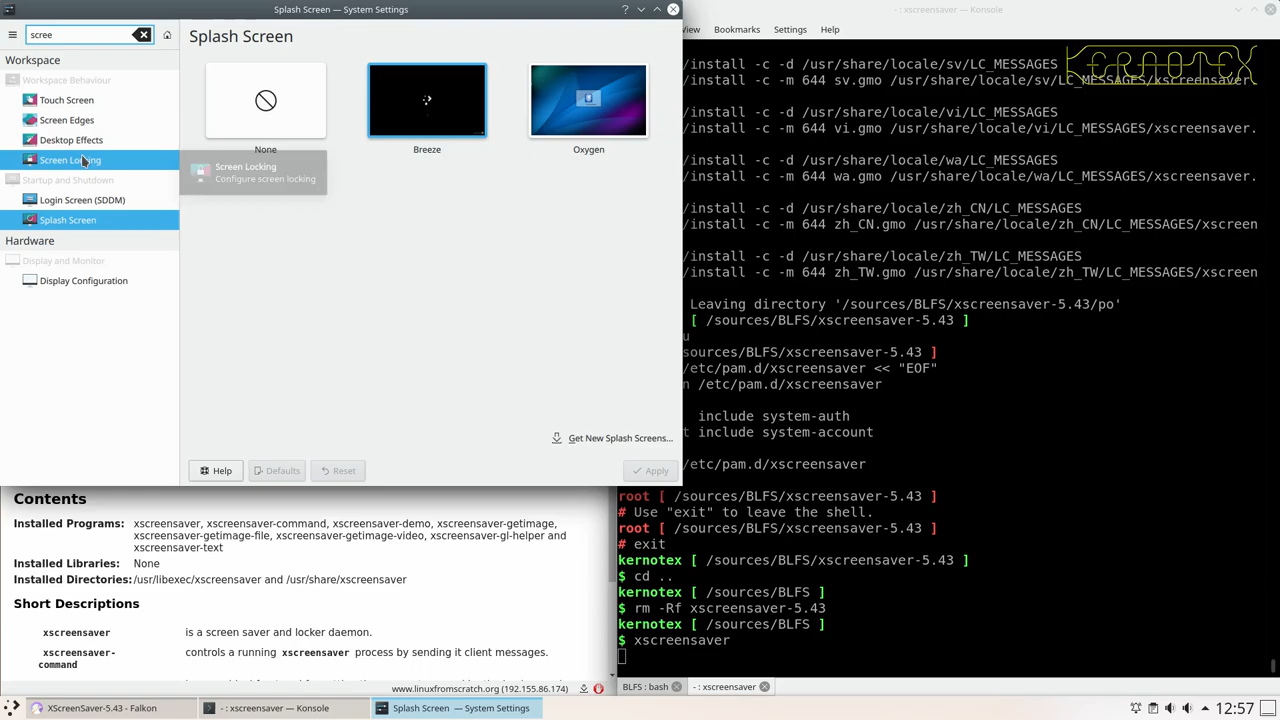 Splash Screen — System Settings
scree
Workspace
Workspace Behaviour
Touch Screen
Screen Edges
Desktop Effects
Screen Locking
Startup and Shutdown
Login Screen (SDDM)
Splash Screen
Hardware
Display and Monitor
Display Configuration
Splash Screen
None
Breeze
Oxygen
Screen Locking
Configure screen locking
Get New Splash Screens...
Help
Defaults
Reset
Apply
- : xscreensaver — Konsole
View
Bookmarks
Settings
Help
KERNOTEX
/install -c -d /usr/share/locale/sv/LC_MESSAGES
/install -c -m 644 sv.gmo /usr/share/locale/sv/LC_MESSAGES/xscreensaver.
/install -c -d /usr/share/locale/vi/LC_MESSAGES
/install -c -m 644 vi.gmo /usr/share/locale/vi/LC_MESSAGES/xscreensaver.
/install -c -d /usr/share/locale/wa/LC_MESSAGES
/install -c -m 644 wa.gmo /usr/share/locale/wa/LC_MESSAGES/xscreensaver.
/install -c -d /usr/share/locale/zh_CN/LC_MESSAGES
/install -c -m 644 zh_CN.gmo /usr/share/locale/zh_CN/LC_MESSAGES/xscreen
/install -c -d /usr/share/locale/zh_TW/LC_MESSAGES
/install -c -m 644 zh_TW.gmo /usr/share/locale/zh_TW/LC_MESSAGES/xscreen
Leaving directory '/sources/BLFS/xscreensaver-5.43/po'
[ /sources/BLFS/xscreensaver-5.43 ]
u
sources/BLFS/xscreensaver-5.43 ]
/etc/pam.d/xscreensaver << "EOF"
n /etc/pam.d/xscreensaver
include system-auth
t include system-account
/etc/pam.d/xscreensaver
root [ /sources/BLFS/xscreensaver-5.43 ]
# Use "exit" to leave the shell.
root [ /sources/BLFS/xscreensaver-5.43 ]
# exit
kernotex [ /sources/BLFS/xscreensaver-5.43 ]
$ cd ..
kernotex [ /sources/BLFS ]
$ rm -Rf xscreensaver-5.43
kernotex [ /sources/BLFS ]
$ xscreensaver
BLFS : bash
- : xscreensaver
Contents
Installed Programs: xscreensaver, xscreensaver-command, xscreensaver-demo, xscreensaver-getimage,
xscreensaver-getimage-file, xscreensaver-getimage-video, xscreensaver-gl-helper and
xscreensaver-text
Installed Libraries: None
Installed Directories: /usr/libexec/xscreensaver and /usr/share/xscreensaver
Short Descriptions
xscreensaver is a screen saver and locker daemon.
xscreensaver- controls a running xscreensaver process by sending it client messages.
command
www.linuxfromscratch.org (192.155.86.174)
XScreenSaver-5.43 - Falkon
- : xscreensaver — Konsole
Splash Screen — System Settings
12:57